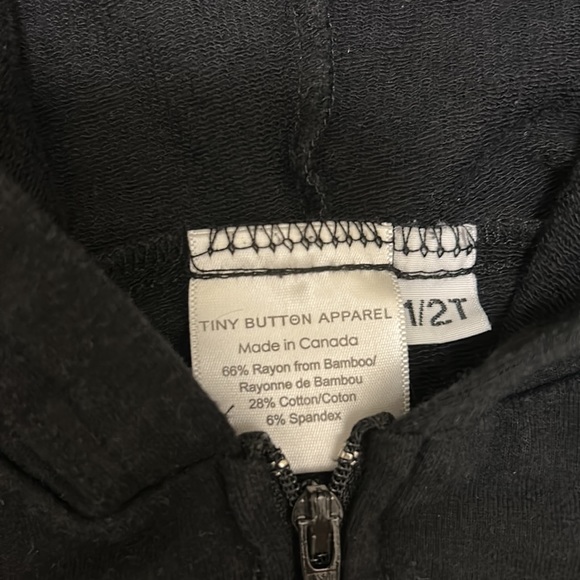 TINY BUTTON APPAREL
Made in Canada
66% Rayon from Bamboo/
Rayonne de Bambou
28% Cotton/Coton
6% Spandex
1/2T